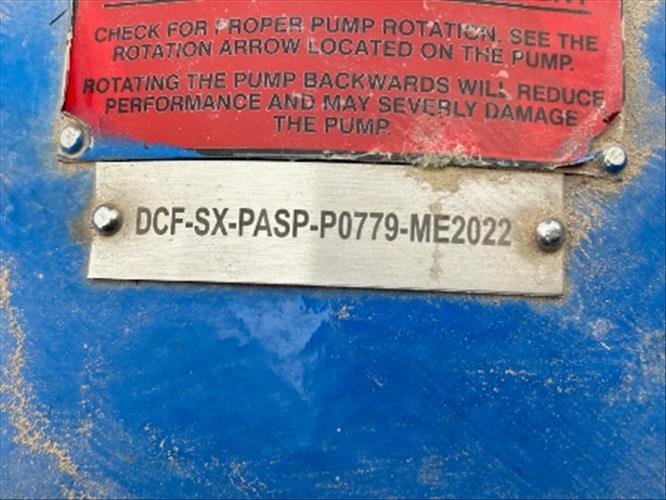 CHECK FOR PROPER PUMP ROTATION. SEE THE
ROTATION ARROW LOCATED ON THE PUMP.
ROTATING THE PUMP BACKWARDS WILL REDUCE
PERFORMANCE AND MAY SEVERLY DAMAGE
THE PUMP.
DCF-SX-PASP-P0779-ME2022